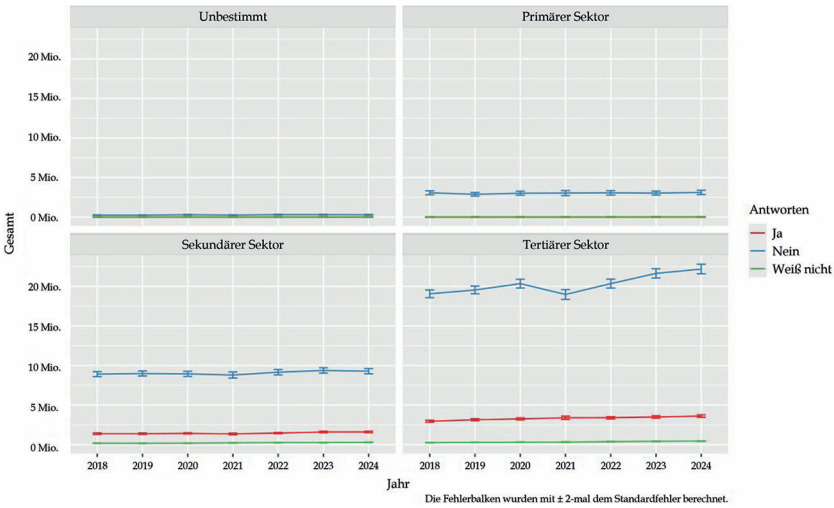 Unbestimmt
Primärer Sektor
20 Mio.
15 Mio.
10 Mio.
5 Mio.
0 Mio.
Gesamt
Sekundärer Sektor
Tertiärer Sektor
20 Mio.
15 Mio.
10 Mio.
5 Mio.
0 Mio.
2018 2019 2020 2021 2022 2023 2024
2018 2019 2020 2021 2022 2023 2024
Jahr
Antworten
Ja
Nein
Weiß nicht
Die Fehlerbalken wurden mit ± 2-mal dem Standardfehler berechnet.